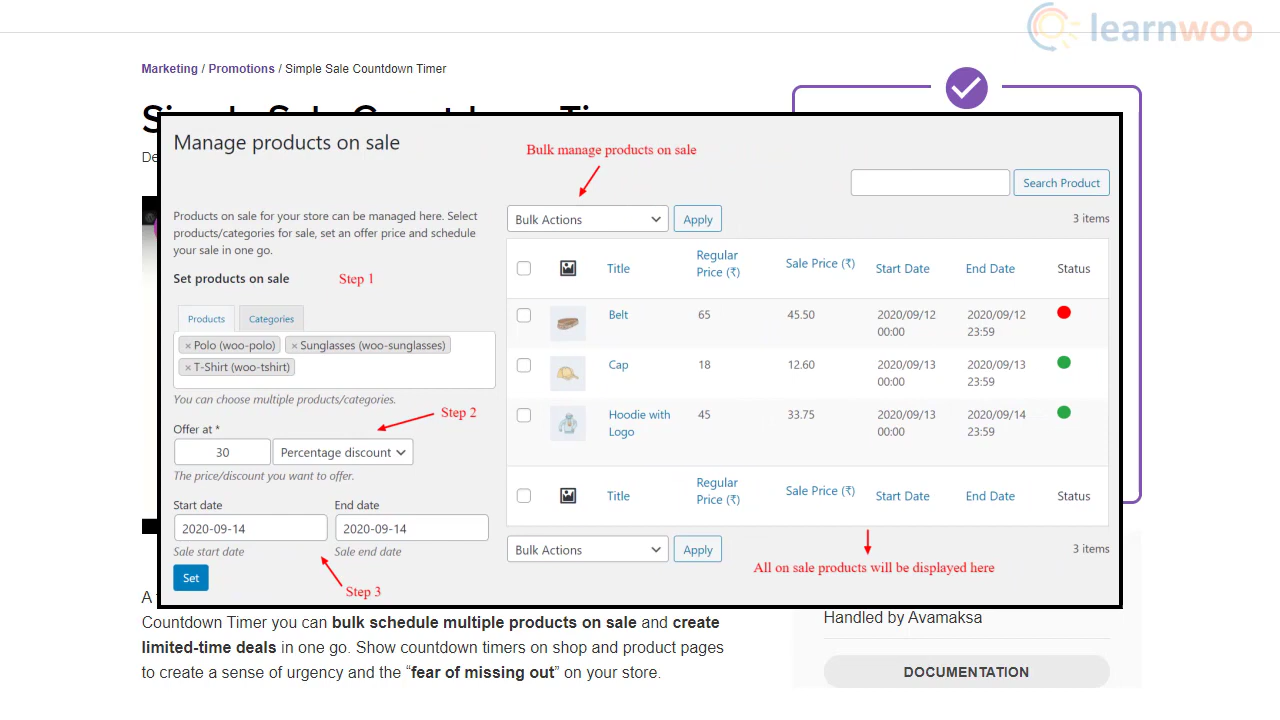 learnwoo
Marketing / Promotions / Simple Sale Countdown Timer
Manage products on sale
Bulk manage products on sale
Search Product
Products on sale for your store can be managed here. Select
products/categories for sale, set an offer price and schedule
your sale in one go.
Set products on sale
Step 1
Products
Categories
× Polo (woo-polo) × Sunglasses (woo-sunglasses)
× T-Shirt (woo-tshirt)
You can choose multiple products/categories.
Step 2
Offer at *
30 Percentage discount
The price/discount you want to offer.
Start date End date
2020-09-14 2020-09-14
Sale start date Sale end date
Set
Step 3
Bulk Actions Apply 3 items
Title Regular Price (₹) Sale Price (₹) Start Date End Date Status
Belt 65 45.50 2020/09/12 2020/09/12
00:00 23:59
Cap 18 12.60 2020/09/13 2020/09/13
00:00 23:59
Hoodie with 45 33.75 2020/09/13 2020/09/14
Logo 00:00 23:59
Title Regular Price (₹) Sale Price (₹) Start Date End Date Status
Bulk Actions Apply 3 items
All on sale products will be displayed here
Countdown Timer you can bulk schedule multiple products on sale and create
limited-time deals in one go. Show countdown timers on shop and product pages
to create a sense of urgency and the “fear of missing out” on your store.
Handled by Avamaksa
DOCUMENTATION